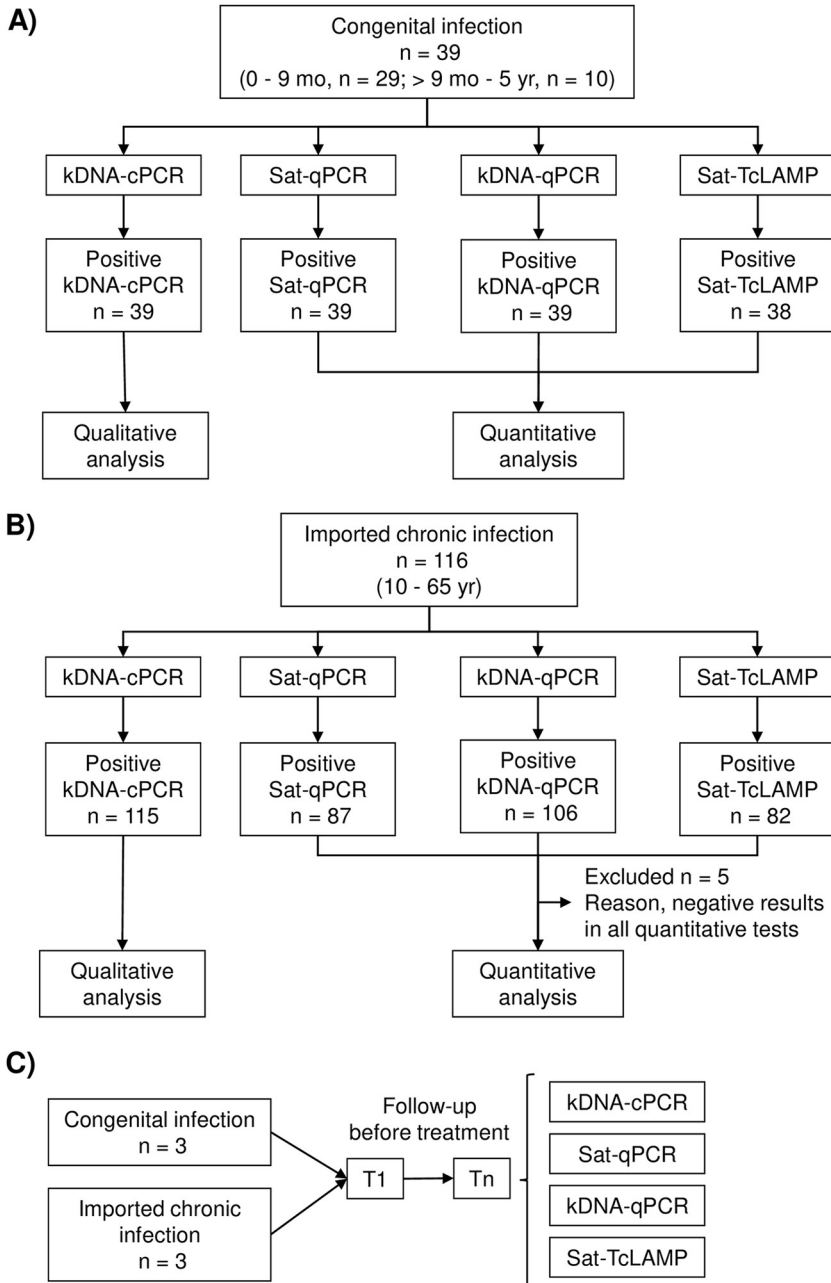 A)
Congenital infection
n = 39
(0 - 9 mo, n = 29; > 9 mo - 5 yr, n = 10)
kDNA-cPCR
Sat-qPCR
kDNA-qPCR
Sat-TcLAMP
Positive
kDNA-cPCR
n = 39
Positive
Sat-qPCR
n = 39
Positive
kDNA-qPCR
n = 39
Positive
Sat-TcLAMP
n = 38
Qualitative
analysis
Quantitative
analysis
B)
Imported chronic infection
n = 116
(10 - 65 yr)
kDNA-cPCR
Sat-qPCR
kDNA-qPCR
Sat-TcLAMP
Positive
kDNA-cPCR
n = 115
Positive
Sat-qPCR
n = 87
Positive
kDNA-qPCR
n = 106
Positive
Sat-TcLAMP
n = 82
Excluded n = 5
Reason, negative results
in all quantitative tests
Qualitative
analysis
Quantitative
analysis
C)
Congenital infection
n = 3
Imported chronic
infection
n = 3
Follow-up
before treatment
T1
Tn
kDNA-cPCR
Sat-qPCR
kDNA-qPCR
Sat-TcLAMP